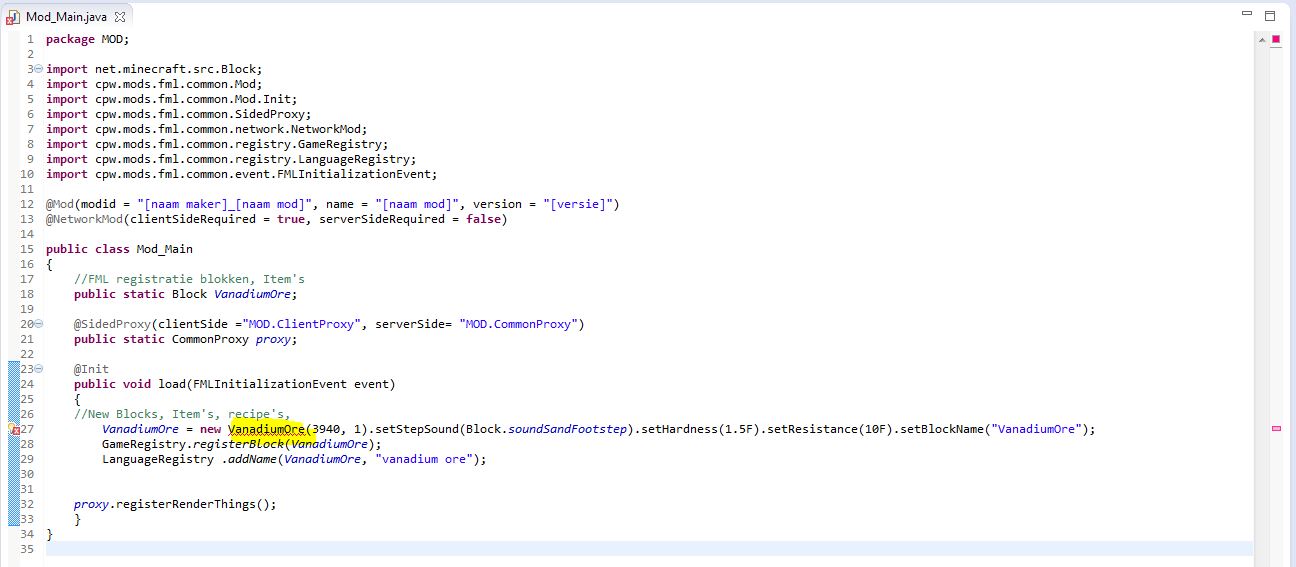 Mod_Main.java
1 package MOD;
2
3 import net.minecraft.src.Block;
4 import cpw.mods.fml.common.Mod;
5 import cpw.mods.fml.common.Mod.Init;
6 import cpw.mods.fml.common.SidedProxy;
7 import cpw.mods.fml.common.network.NetworkMod;
8 import cpw.mods.fml.common.registry.GameRegistry;
9 import cpw.mods.fml.common.registry.LanguageRegistry;
10 import cpw.mods.fml.common.event.FMLInitializationEvent;
11
12 @Mod(modid = "[naam maker]_[naam mod]", name = "[naam mod]", version = "[versie]")
13 @NetworkMod(clientSideRequired = true, serverSideRequired = false)
14
15 public class Mod_Main
16 {
17 //FML registratie blokken, Item's
18 public static Block VanadiumOre;
19
20 @SidedProxy(clientSide ="MOD.ClientProxy", serverSide= "MOD.CommonProxy")
21 public static CommonProxy proxy;
22
23 @Init
24 public void load(FMLInitializationEvent event)
25 {
26 //New Blocks, Item's, recipe's,
27 VanadiumOre = new VanadiumOre(3940, 1).setStepSound(Block.soundSandFootstep).setHardness(1.5F).setResistance(10F).setBlockName("VanadiumOre");
28 GameRegistry.registerBlock(VanadiumOre);
29 LanguageRegistry .addName(VanadiumOre, "vanadium ore");
30
31
32 proxy.registerRenderThings();
33 }
34 }
35